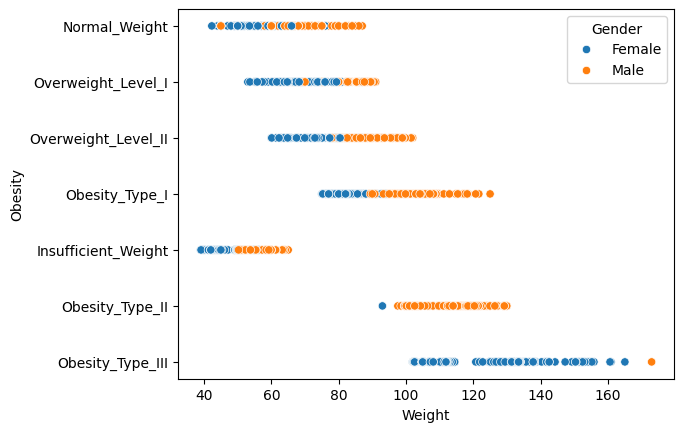 Normal_Weight
Overweight_Level_I
Overweight_Level_II
Obesity_Type_I
Insufficient_Weight
Obesity_Type_II
Obesity_Type_III
Obesity
Gender
Female
Male
40 60 80 100 120 140 160
Weight